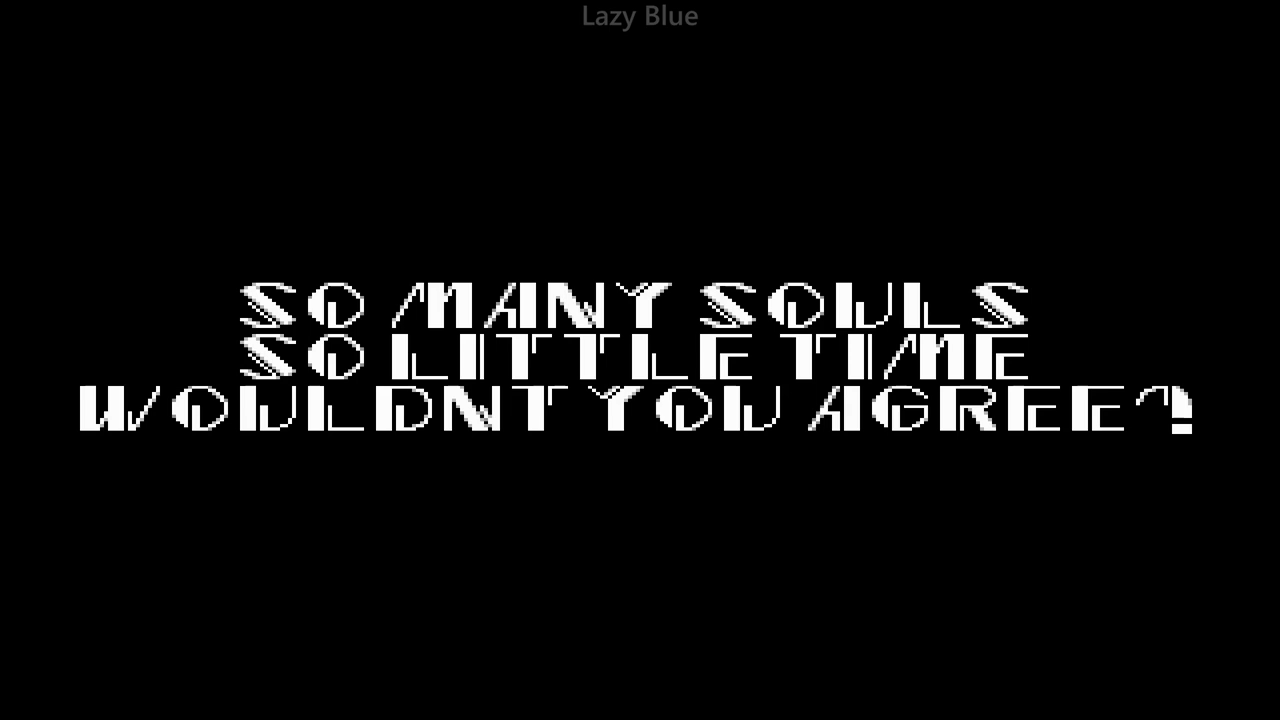 Lazy Blue
SO MANY SOULS
SO LITTLE TIME
WOULDNT YOU AGREE?